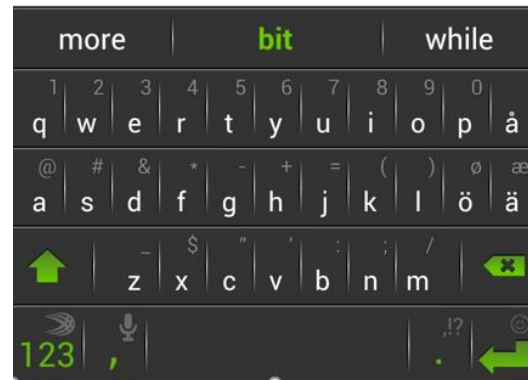 more bit while
1 2 3 4 5 6 7 8 9 0
q w e r t y u i o p å
@ # & * - + = ( ) ø æ
a s d f g h j k l ö ä
_ $ " ' : ; /
z x c v b n m
,!?
123 , .